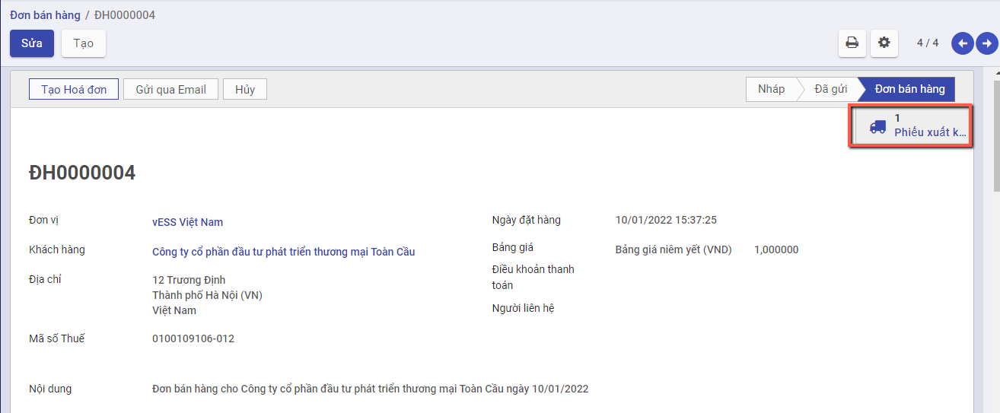 Đơn bán hàng / ĐH0000004
Sửa Tạo 4 / 4
Tạo Hoá đơn Gửi qua Email Hủy Nháp Đã gửi Đơn bán hàng
1
Phiếu xuất k...
ĐH0000004
Đơn vị vESS Việt Nam Ngày đặt hàng 10/01/2022 15:37:25
Khách hàng Công ty cổ phần đầu tư phát triển thương mại Toàn Cầu Bảng giá Bảng giá niêm yết (VND) 1,000000
Địa chỉ 12 Trương Định Điều khoản thanh
Thành phố Hà Nội (VN) toán
Việt Nam Người liên hệ
Mã số Thuế 0100109106-012
Nội dung Đơn bán hàng cho Công ty cổ phần đầu tư phát triển thương mại Toàn Cầu ngày 10/01/2022